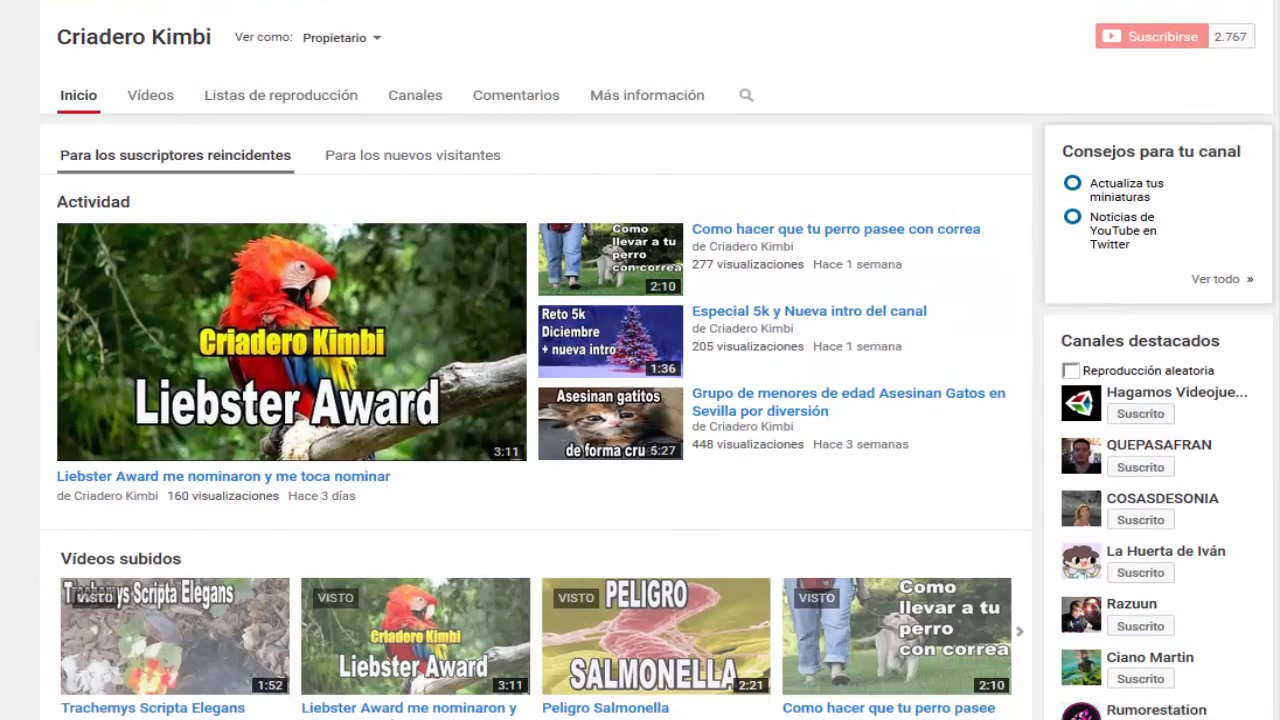 Criadero Kimbi
Ver como: Propietario
Suscribirse 2.767
Inicio Vídeos Listas de reproducción Canales Comentarios Más información
Para los suscriptores reincidentes Para los nuevos visitantes
Actividad
Criadero Kimbi
Liebster Award
3:11
Liebster Award me nominaron y me toca nominar
de Criadero Kimbi 160 visualizaciones Hace 3 días
Como
llevar a tu
perro
con correa
2:10
Como hacer que tu perro pasee con correa
de Criadero Kimbi
277 visualizaciones Hace 1 semana
Reto 5k
Diciembre
+ nueva intro
1:36
Especial 5k y Nueva intro del canal
de Criadero Kimbi
205 visualizaciones Hace 1 semana
Asesinan gatitos
de forma cru
5:27
Grupo de menores de edad Asesinan Gatos en
Sevilla por diversión
de Criadero Kimbi
448 visualizaciones Hace 3 semanas
Vídeos subidos
Trachemys Scripta Elegans
VISTO
1:52
Trachemys Scripta Elegans
VISTO
Criadero Kimbi
Liebster Award
3:11
Liebster Award me nominaron y
VISTO
PELIGRO
SALMONELLA
2:21
Peligro Salmonella
VISTO
Como
llevar a tu
perro
con correa
2:10
Como hacer que tu perro pasee
Consejos para tu canal
Actualiza tus
miniaturas
Noticias de
YouTube en
Twitter
Ver todo »
Canales destacados
Reproducción aleatoria
Hagamos Videojue...
Suscrito
QUEPASAFRAN
Suscrito
COSASDESONIA
Suscrito
La Huerta de Iván
Suscrito
Razuun
Suscrito
Ciano Martin
Suscrito
Rumorestation